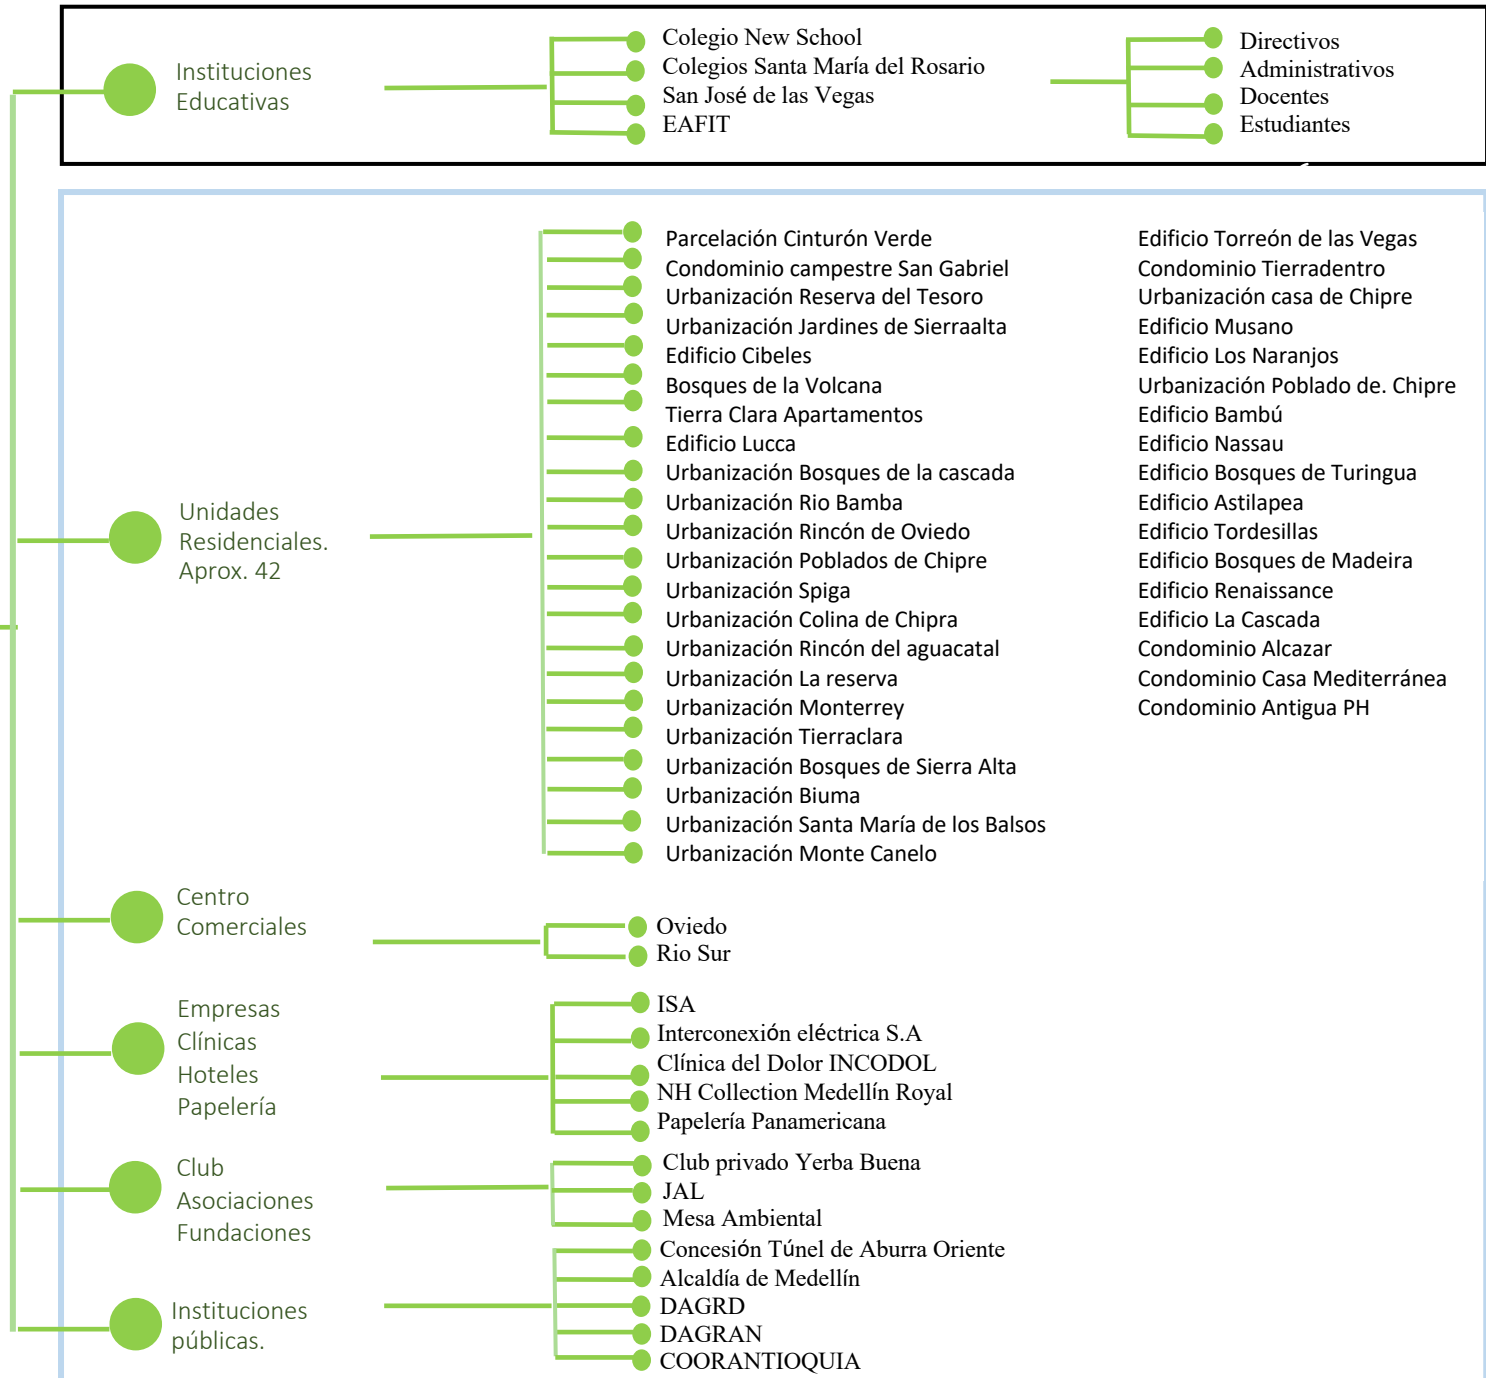 Instituciones
Educativas
Colegio New School
Colegios Santa María del Rosario
San José de las Vegas
EAFIT
Directivos
Administrativos
Docentes
Estudiantes
Unidades
Residenciales.
Aprox. 42
Parcelación Cinturón Verde
Condominio campestre San Gabriel
Urbanización Reserva del Tesoro
Urbanización Jardines de Sierraalta
Edificio Cibeles
Bosques de la Volcana
Tierra Clara Apartamentos
Edificio Lucca
Urbanización Bosques de la cascada
Urbanización Rio Bamba
Urbanización Rincón de Oviedo
Urbanización Poblados de Chipre
Urbanización Spiga
Urbanización Colina de Chipra
Urbanización Rincón del aguacatal
Urbanización La reserva
Urbanización Monterrey
Urbanización Tierraclara
Urbanización Bosques de Sierra Alta
Urbanización Biuma
Urbanización Santa María de los Balsos
Urbanización Monte Canelo
Edificio Torreón de las Vegas
Condominio Tierradentro
Urbanización casa de Chipre
Edificio Musano
Edificio Los Naranjos
Urbanización Poblado de. Chipre
Edificio Bambú
Edificio Nassau
Edificio Bosques de Turingua
Edificio Astilapea
Edificio Tordesillas
Edificio Bosques de Madeira
Edificio Renaissance
Edificio La Cascada
Condominio Alcazar
Condominio Casa Mediterránea
Condominio Antigua PH
Centro
Comerciales
Oviedo
Rio Sur
Empresas
Clínicas
Hoteles
Papelería
ISA
Interconexión eléctrica S.A
Clínica del Dolor INCODOL
NH Collection Medellín Royal
Papelería Panamericana
Club
Asociaciones
Fundaciones
Club privado Yerba Buena
JAL
Mesa Ambiental
Instituciones
públicas.
Concesión Túnel de Aburra Oriente
Alcaldía de Medellín
DAGRD
DAGRAN
COORANTIOQUIA